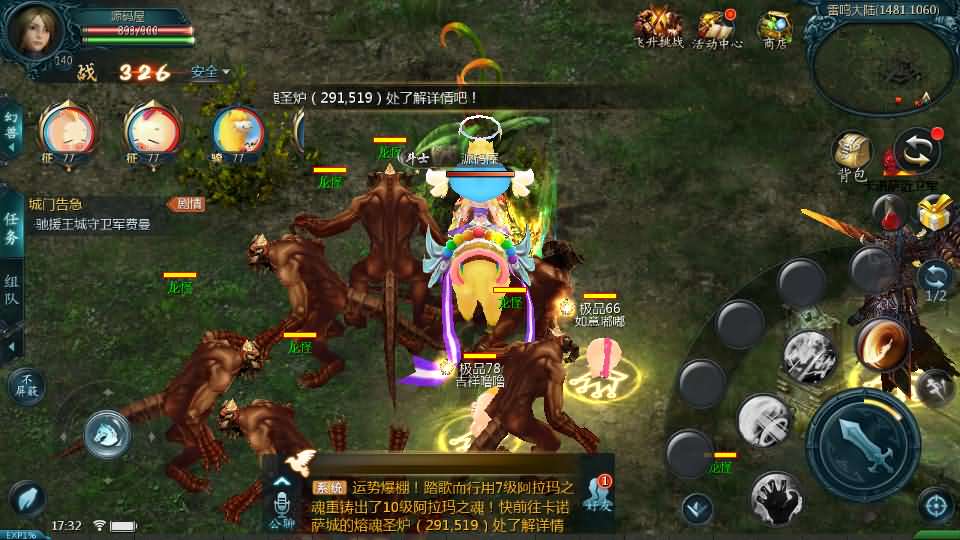 源码屋
893/900
140
战 326 安全
飞升挑战
活动中心
商店
雷鸣大陆(1481.1060)
圣炉（291,519）处了解详情吧！
幻兽
征 77
征 77
骑 77
斗士
源码屋
龙怪
龙怪
龙怪
龙怪
龙怪
龙怪
背包
城门告急
剧情
驰援王城守卫军费曼
任务
组队
1/2
极品66
如意嘟嘟
极品78
吉祥噜噜
不屏蔽
系统 运势爆棚！踏歌而行用7级阿拉玛之
魂重铸出了10级阿拉玛之魂！快前往卡诺
萨城的熔魂圣炉（291,519）处了解详情
公聊
1
好友
17:32
EXP1%